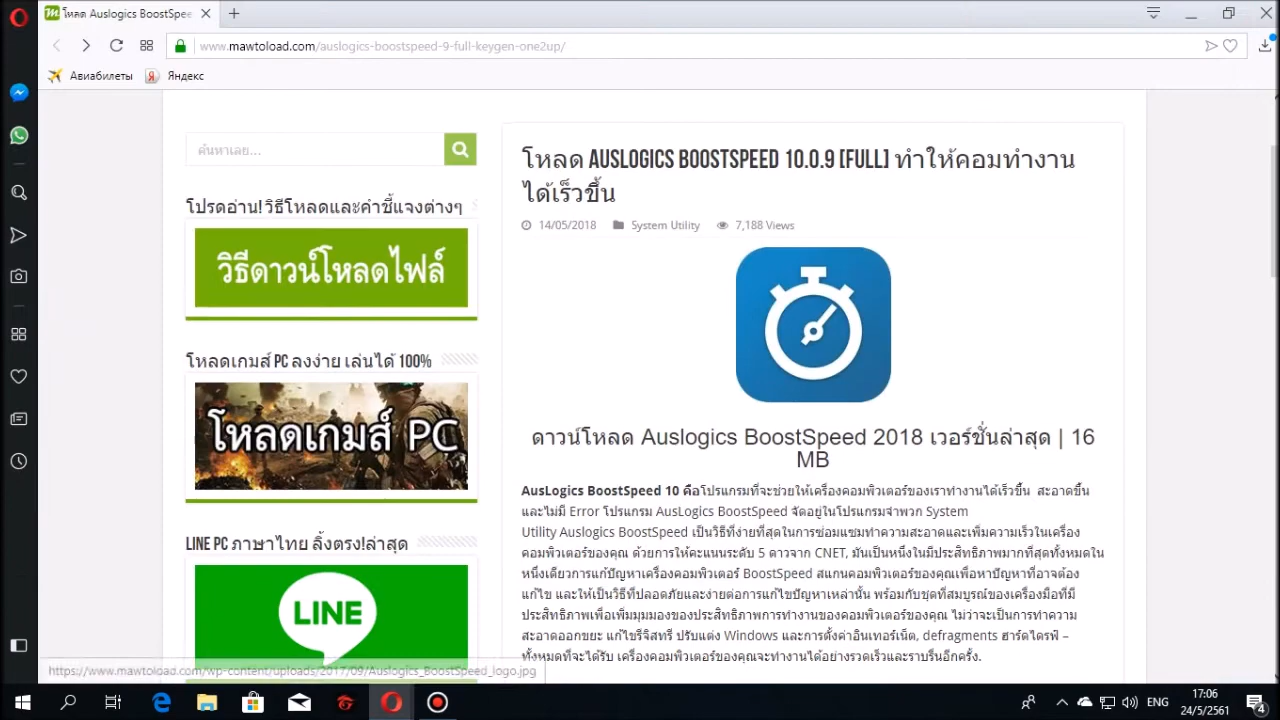 โหลด Auslogics BoostSpee
www.mawtoload.com/auslogics-boostspeed-9-full-keygen-one2up/
Авиабилеты
Яндекс
ค้นหาเลย...
โปรดอ่าน! วิธีโหลดและคำชี้แจงต่างๆ
วิธีดาวน์โหลดไฟล์
โหลดเกมส์ PC ลงง่าย เล่นได้ 100%
โหลดเกมส์ PC
LINE PC ภาษาไทย ลิ้งตรง!ล่าสุด
LINE
โหลด AUSLOGICS BOOSTSPEED 10.0.9 [FULL] ทำให้คอมทำงาน
ได้เร็วขึ้น
14/05/2018 System Utility 7,188 Views
ดาวน์โหลด Auslogics BoostSpeed 2018 เวอร์ชั่นล่าสุด | 16
MB
AusLogics BoostSpeed 10 คือโปรแกรมที่จะช่วยให้เครื่องคอมพิวเตอร์ของเราทำงานได้เร็วขึ้น สะอาดขึ้น
และไม่มี Error โปรแกรม AusLogics BoostSpeed จัดอยู่ในโปรแกรมจำพวก System
Utility Auslogics BoostSpeed เป็นวิธีที่ง่ายที่สุดในการซ่อมแซมทำความสะอาดและเพิ่มความเร็วในเครื่อง
คอมพิวเตอร์ของคุณ ด้วยการให้คะแนนระดับ 5 ดาวจาก CNET, มันเป็นหนึ่งในมีประสิทธิภาพมากที่สุดทั้งหมดใน
หนึ่งเดียวการแก้ปัญหาเครื่องคอมพิวเตอร์ BoostSpeed สแกนคอมพิวเตอร์ของคุณเพื่อหาปัญหาที่อาจต้อง
แก้ไข และให้เป็นวิธีที่ปลอดภัยและง่ายต่อการแก้ไขปัญหาเหล่านั้น พร้อมกับชุดที่สมบูรณ์ของเครื่องมือที่มี
ประสิทธิภาพเพื่อเพิ่มมุมมองของประสิทธิภาพการทำงานของคอมพิวเตอร์ของคุณ ไม่ว่าจะเป็นการทำความ
สะอาดออกขยะ แก้ไขรีจิสทรี ปรับแต่ง Windows และการตั้งค่าอินเทอร์เน็ต, defragments ฮาร์ดไดรฟ์ –
ทั้งหมดที่จะได้รับ เครื่องคอมพิวเตอร์ของคุณจะทำงานได้อย่างรวดเร็วและราบรื่นอีกครั้ง.
https://www.mawtoload.com/wp-content/uploads/2017/09/Auslogics_BoostSpeed_logo.jpg
ENG
17:06
24/5/2561
4